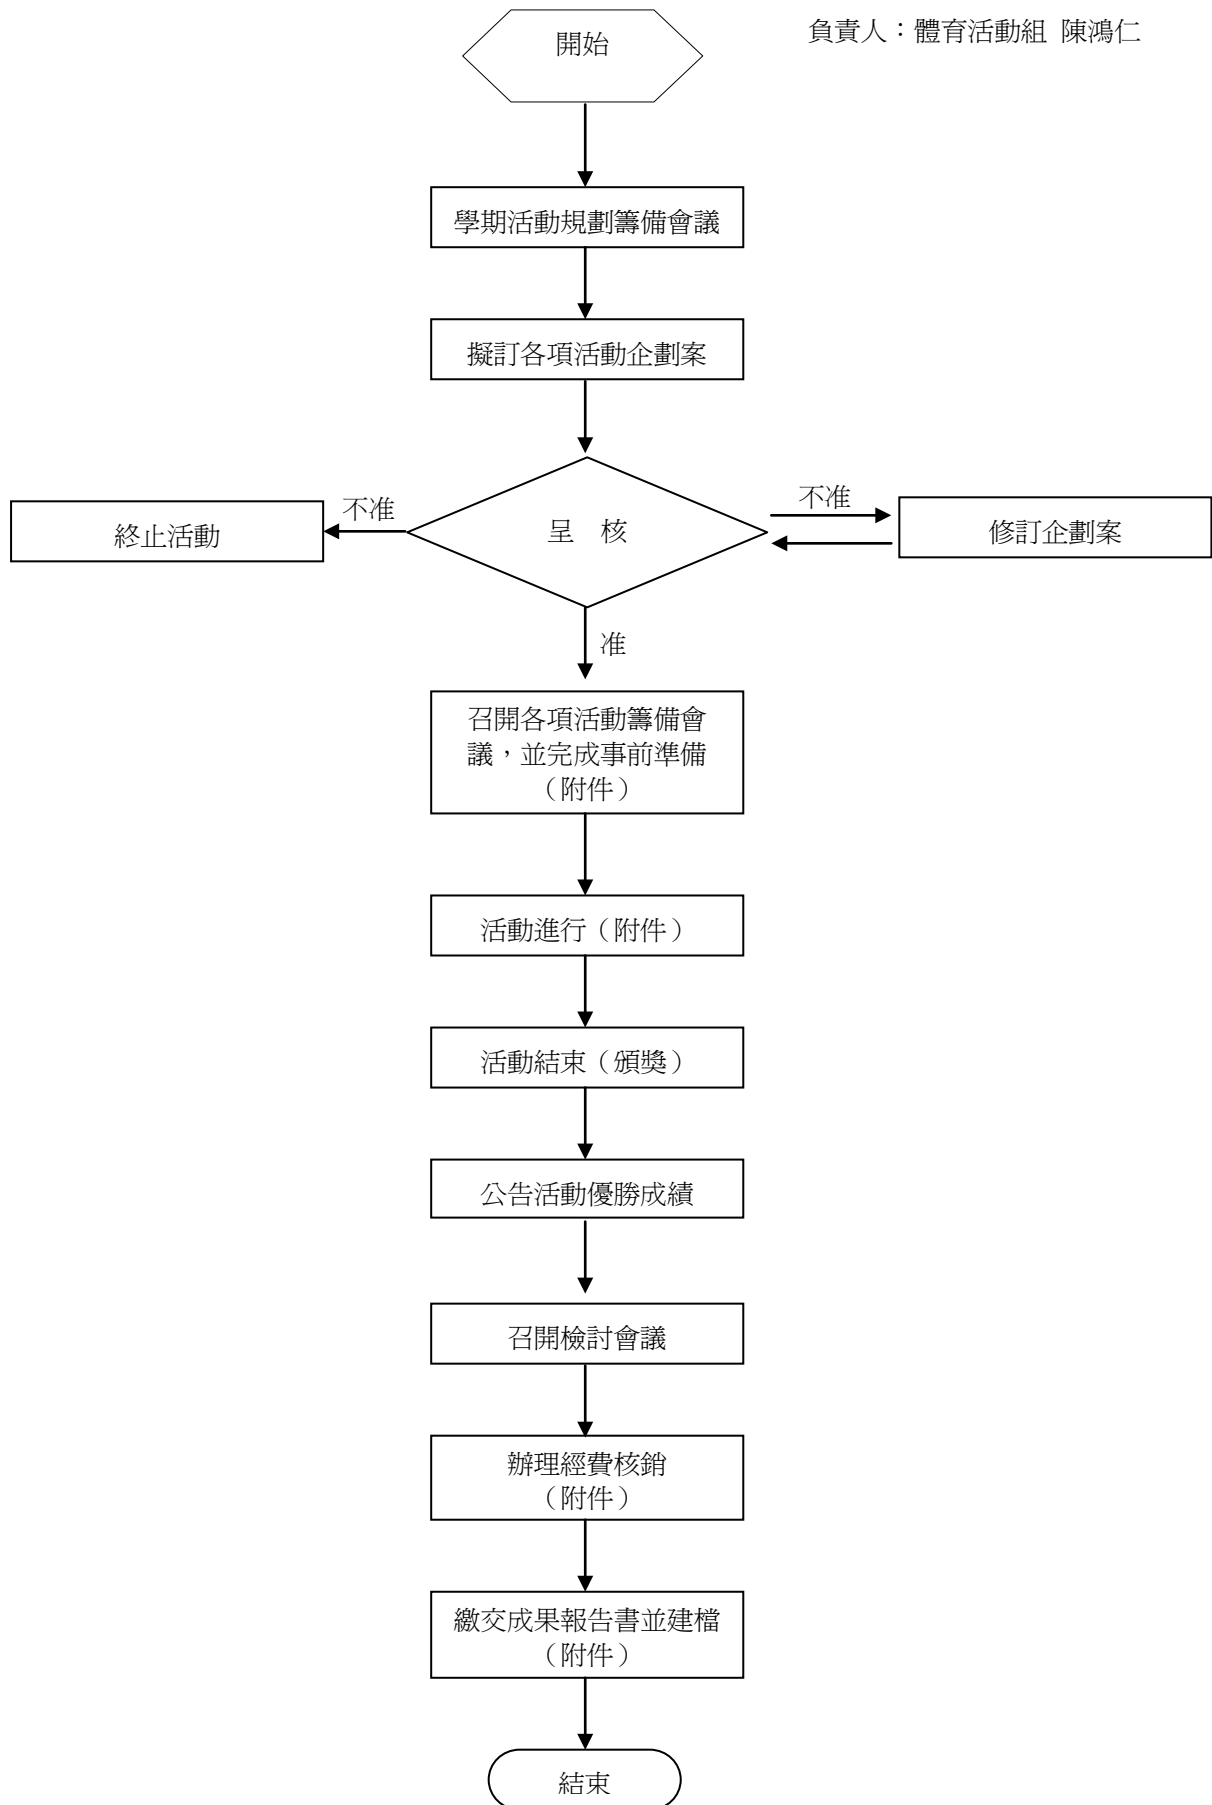 開始
負責人：體育活動組 陳鴻仁
學期活動規劃籌備會議
擬訂各項活動企劃案
不准
不准
終止活動
呈 核
修訂企劃案
准
召開各項活動籌備會
議，並完成事前準備
（附件）
活動進行（附件）
活動結束（頒獎）
公告活動優勝成績
召開檢討會議
辦理經費核銷
（附件）
繳交成果報告書並建檔
（附件）
結束